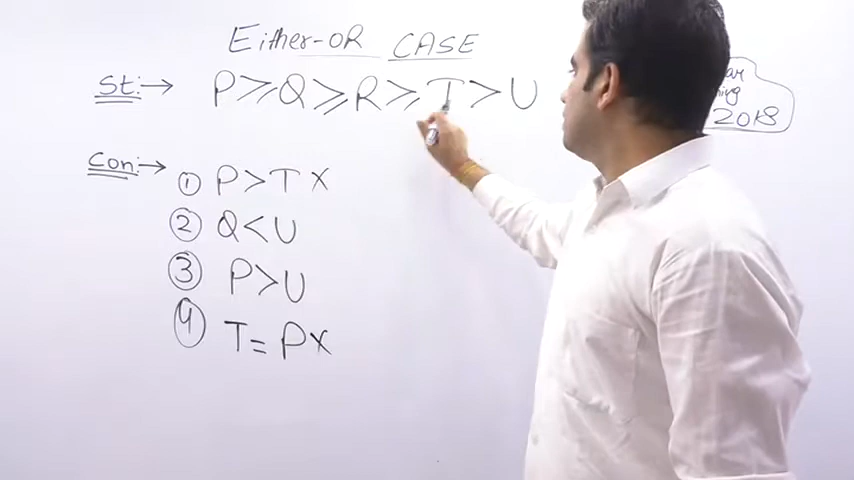 Either-OR CASE
St:→ P≥Q≥R≥T>U
2018
Con:→
① P>T ×
② Q<U
③ P>U
④ T=P×